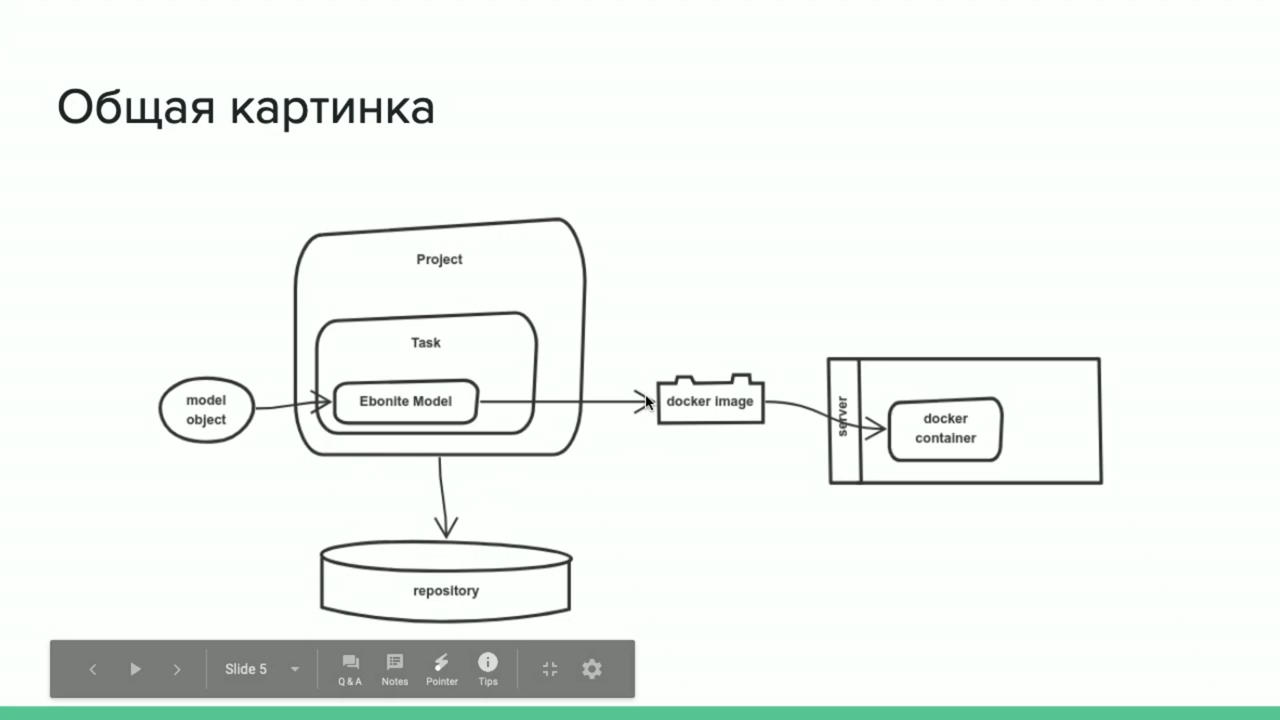 Общая картинка
Project
Task
model
object
Ebonite Model
docker image
server
docker
container
repository
Slide 5
Q & A
Notes
Pointer
Tips